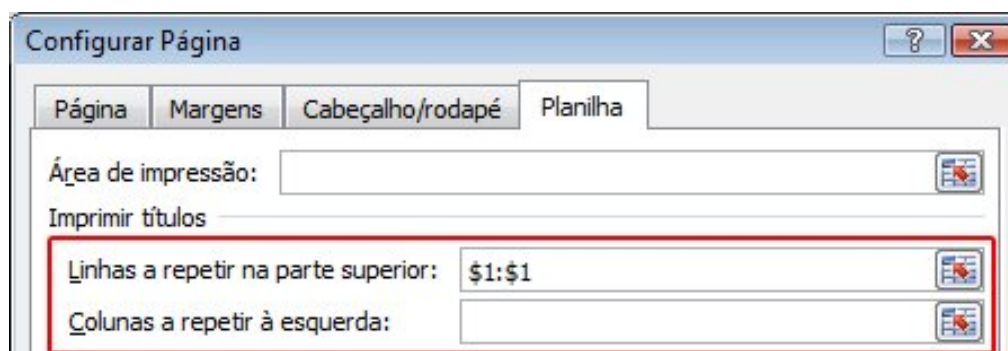 Configurar Página ?
Página Margens Cabeçalho/rodapé Planilha
Área de impressão:
Imprimir títulos
Linhas a repetir na parte superior: $1:$1
Colunas a repetir à esquerda: